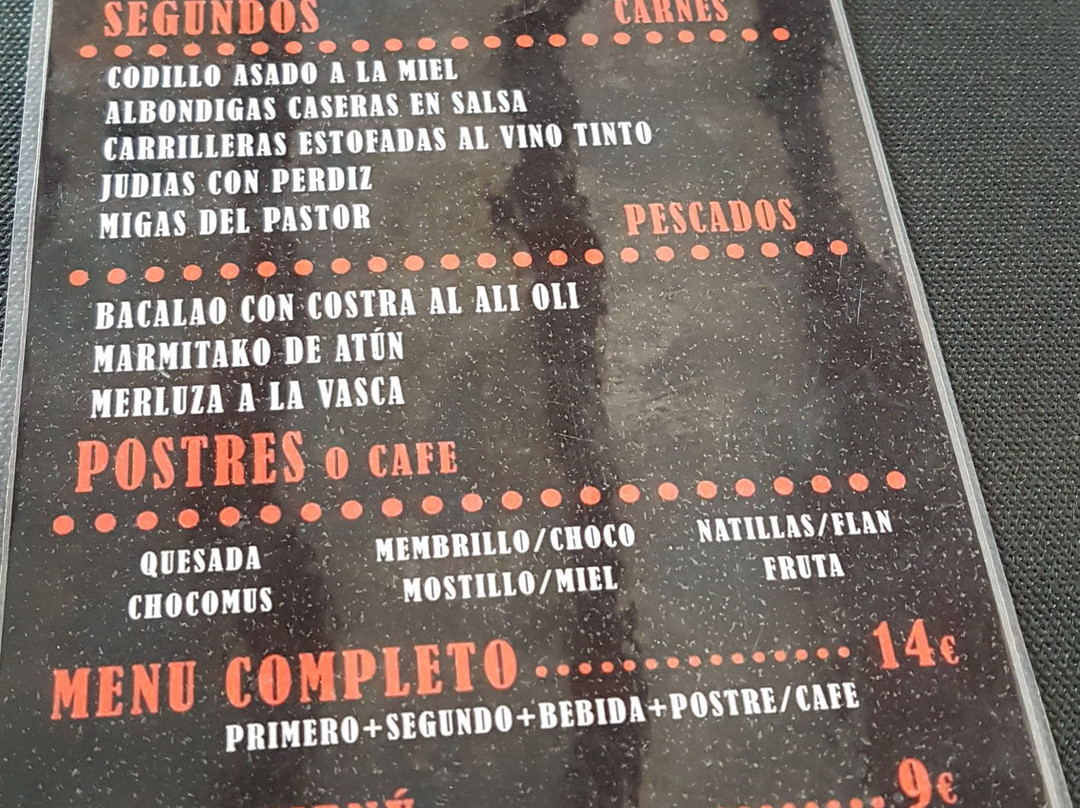 SEGUNDOS CARNES
CODILLO ASADO A LA MIEL
ALBONDIGAS CASERAS EN SALSA
CARRILLERAS ESTOFADAS AL VINO TINTO
JUDIAS CON PERDIZ
MIGAS DEL PASTOR
PESCADOS
BACALAO CON COSTRA AL ALI OLI
MARMITAKO DE ATÚN
MERLUZA A LA VASCA
POSTRES O CAFE
QUESADA MEMBRILLO/CHOCO NATILLAS/FLAN
CHOCOMUS MOSTILLO/MIEL FRUTA
MENU COMPLETO 14€
PRIMERO+SEGUNDO+BEBIDA+POSTRE/CAFE
9€